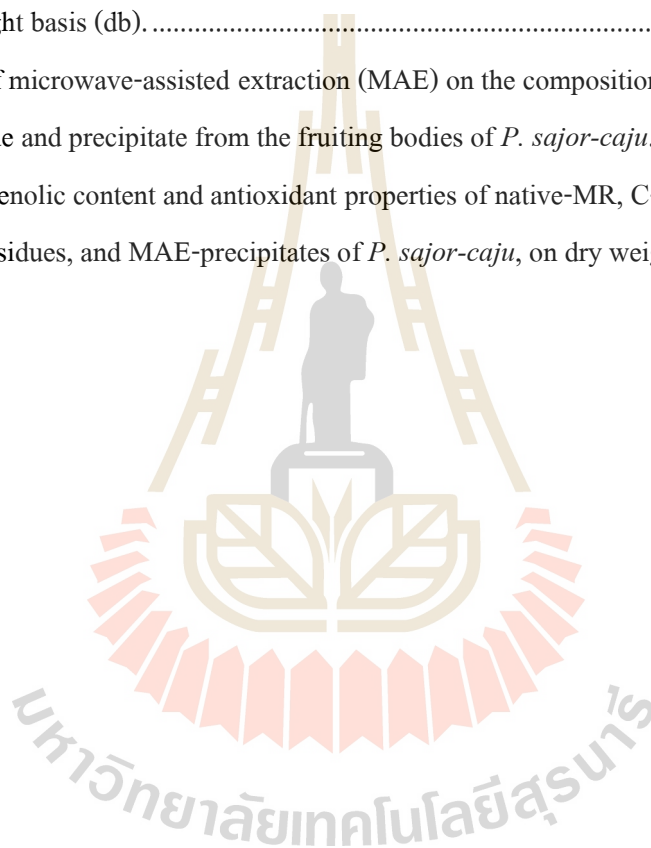 ght basis (db). ........................................................................
f microwave-assisted extraction (MAE) on the composition
e and precipitate from the fruiting bodies of P. sajor-caju.
enolic content and antioxidant properties of native-MR, C
sidues, and MAE-precipitates of P. sajor-caju, on dry weig
มหาวิทยาลัยเทคโนโลยีสุรนารี